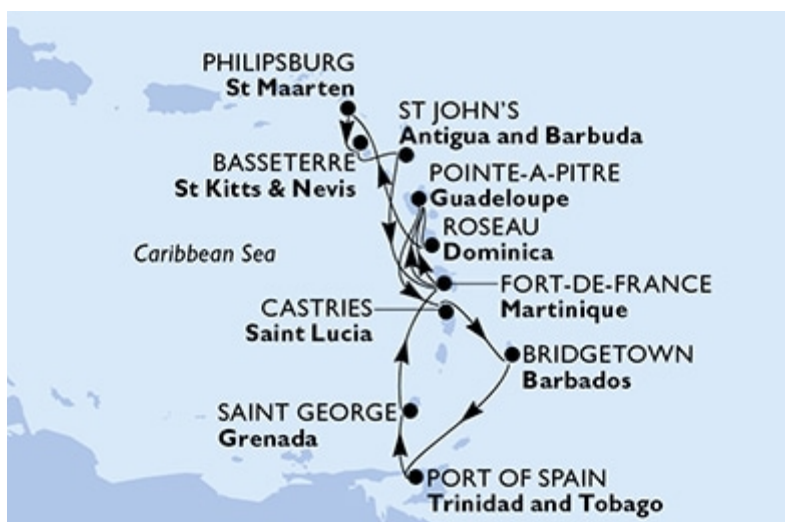 PHILIPSBURG
St Maarten
ST JOHN'S
Antigua and Barbuda
BASSETERRE
St Kitts & Nevis
POINTE-A-PITRE
Guadeloupe
ROSEAU
Dominica
Caribbean Sea
FORT-DE-FRANCE
Martinique
CASTRIES
Saint Lucia
BRIDGETOWN
Barbados
SAINT GEORGE
Grenada
PORT OF SPAIN
Trinidad and Tobago